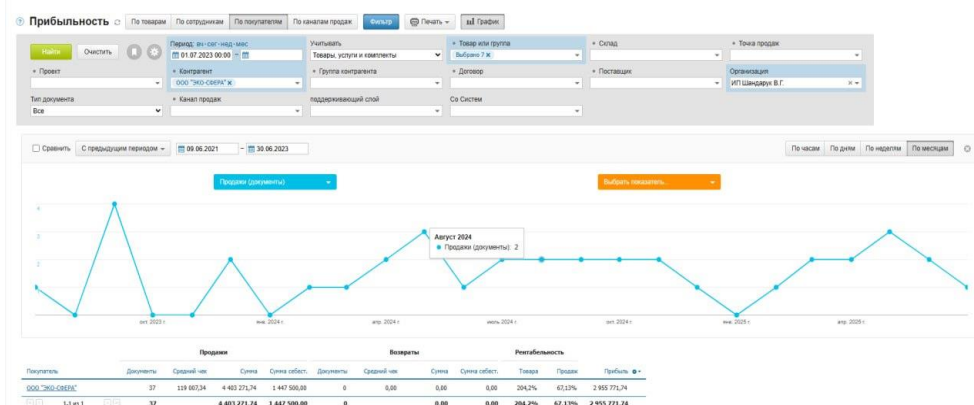 Прибыльность По товарам По сотрудникам По покупателям По каналам продаж Фильтр Печать График
Найти Очистить Период: вч-сег-нед-мес Учитывать + Товар или группа + Склад + Точка продаж
01.07.2023 00:00 – Товары, услуги и комплекты Выбрано 7 ×
+ Проект + Контрагент + Группа контрагента + Договор + Поставщик Организация
ООО "ЭКО-СФЕРА" × ИП Шандарук В.Г.
Тип документа + Канал продаж поддерживающий слой Со Систем
Все
Сравнить С предыдущим периодом 09.06.2021 – 30.06.2023 По часам По дням По неделям По месяцам
Продажи (документы) Выбрать показатель...
4
3
2
Август 2024
Продажи (документы): 2
окт. 2023 г. янв. 2024 г. апр. 2024 г. июль 2024 г. окт. 2024 г. янв. 2025 г. апр. 2025 г.
Продажи Возвраты Рентабельность
Покупатель Документы Средний чек Сумма Сумма себест. Документы Средний чек Сумма Сумма себест. Товара Продаж Прибыль
ООО "ЭКО-СФЕРА" 37 119 007,34 4 403 271,74 1 447 500,00 0 0,00 0,00 0,00 204,2% 67,13% 2 955 771,74
1-1 из 1 37 4 403 271,74 1 447 500,00 0 0,00 0,00 204,2% 67,13% 2 955 771,74